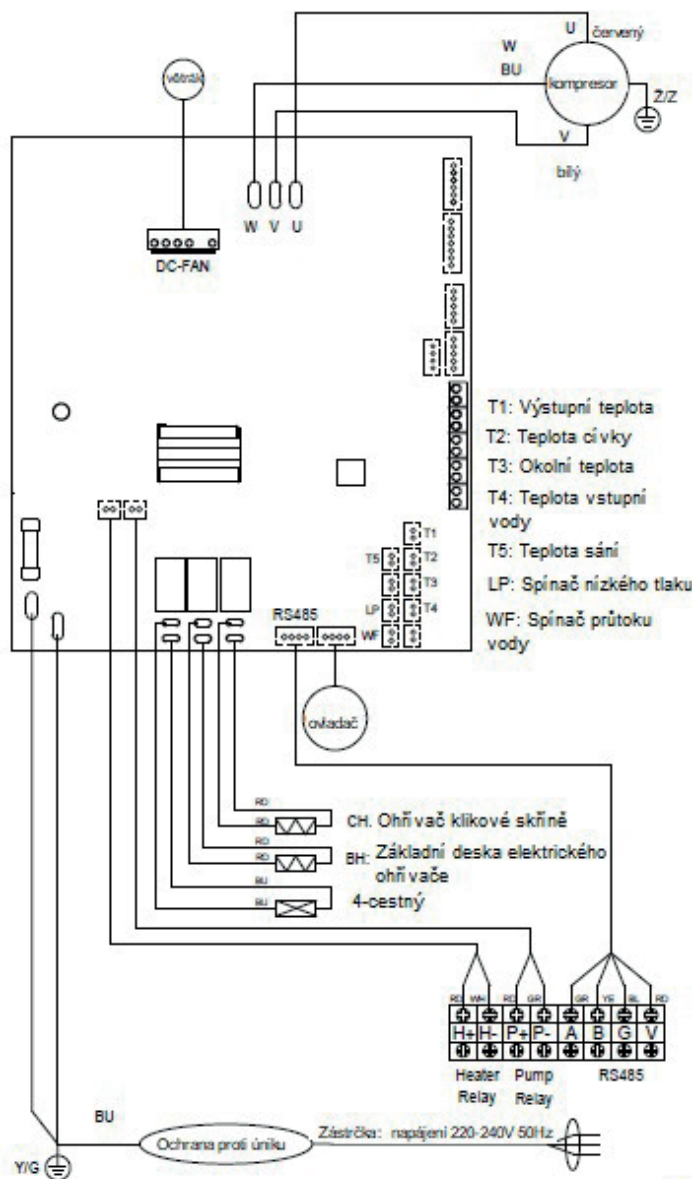 U červený
W
BU
kompresor
Ž/Z
V
bílý
větrák
W V U
DC-FAN
T1: Výstupní teplota
T2: Teplota cívky
T3: Okolní teplota
T4: Teplota vstupní
vody
T5: Teplota sání
LP: Spínač nízkého tlaku
WF: Spínač průtoku
vody
T1
T5 T2
T3
LP T4
WF
RS485
ovladač
RD
RD
CH. Ohřívač klikové skříně
RD
RD
BH: Základní deska elektrického
ohřívače
BU
BU
4-cestný
RD WH RD GR GR YE BL RD
H+ H- P+ P- A B G V
Heater Pump RS485
Relay Relay
BU
Ochrana proti úniku
Zástrčka: napájení 220-240V 50Hz
Y/G